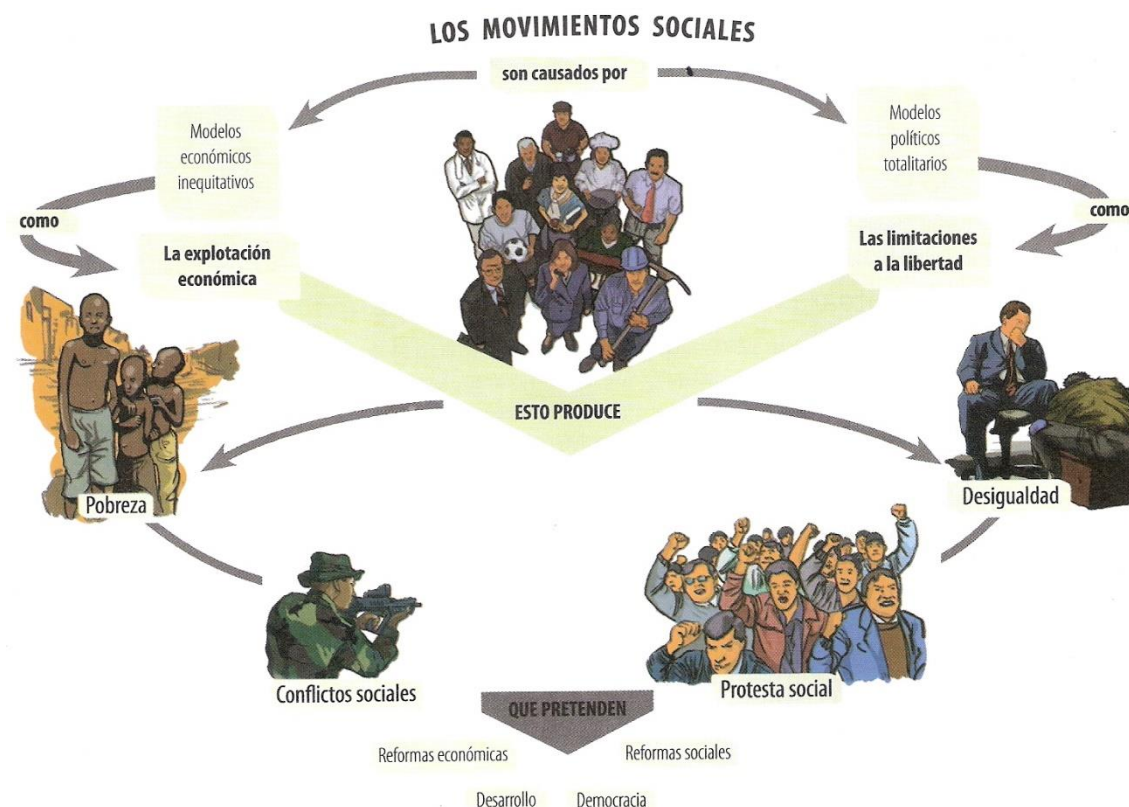 LOS MOVIMIENTOS SOCIALES
son causados por
Modelos
económicos
inequitativos
Modelos
políticos
totalitarios
como
como
La explotación
económica
Las limitaciones
a la libertad
ESTO PRODUCE
Pobreza
Desigualdad
Conflictos sociales
Protesta social
QUE PRETENDEN
Reformas económicas
Reformas sociales
Desarrollo
Democracia